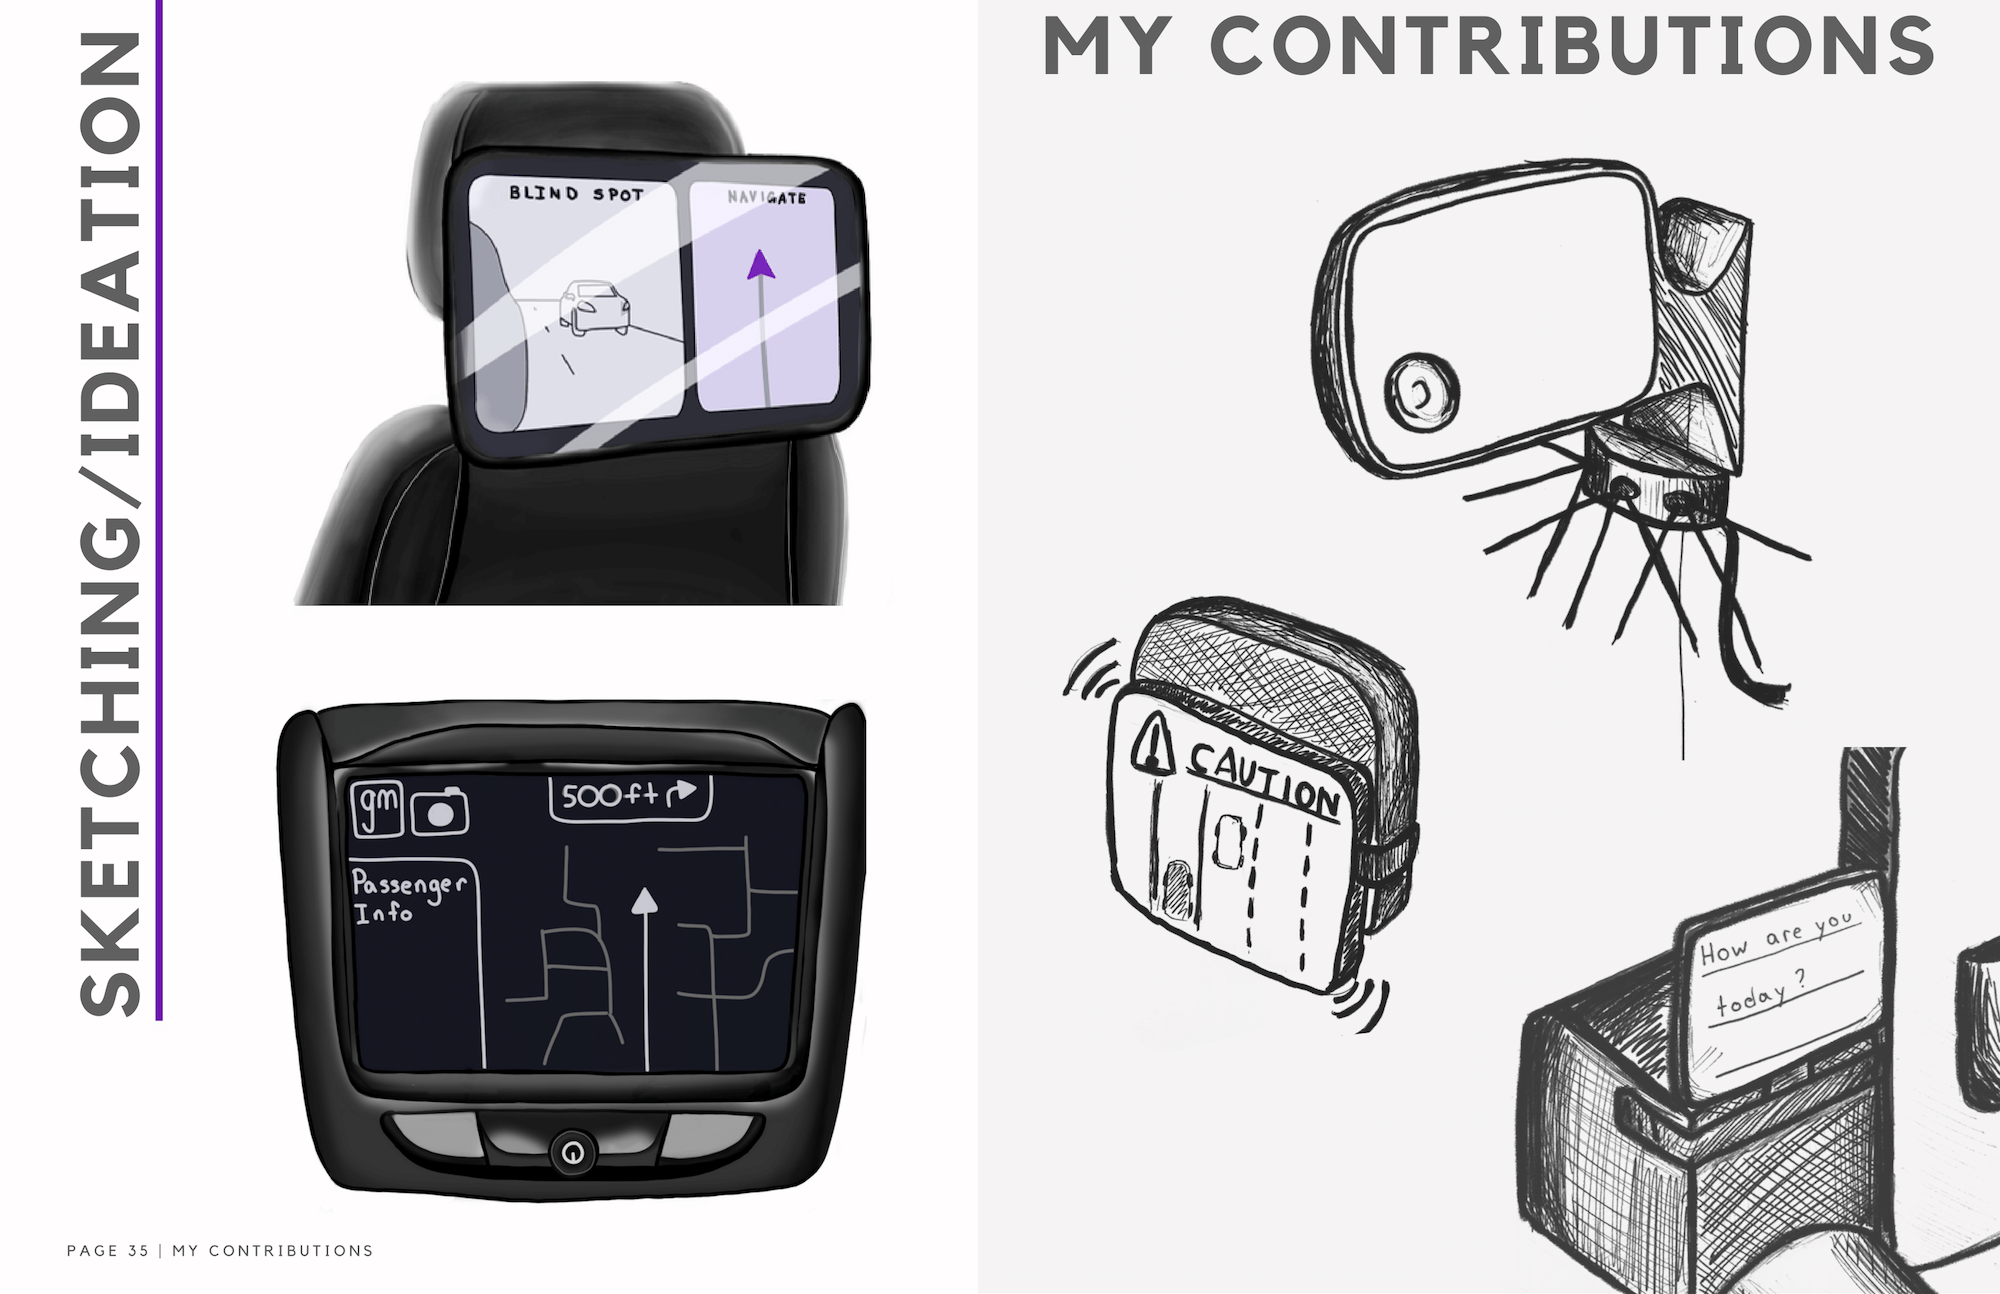 SKETCHING/IDEATION
BLIND SPOT
NAVIGATE
gm
500ft
Passenger
Info
PAGE 35 | MY CONTRIBUTIONS
MY CONTRIBUTIONS
CAUTION
How are you
today?